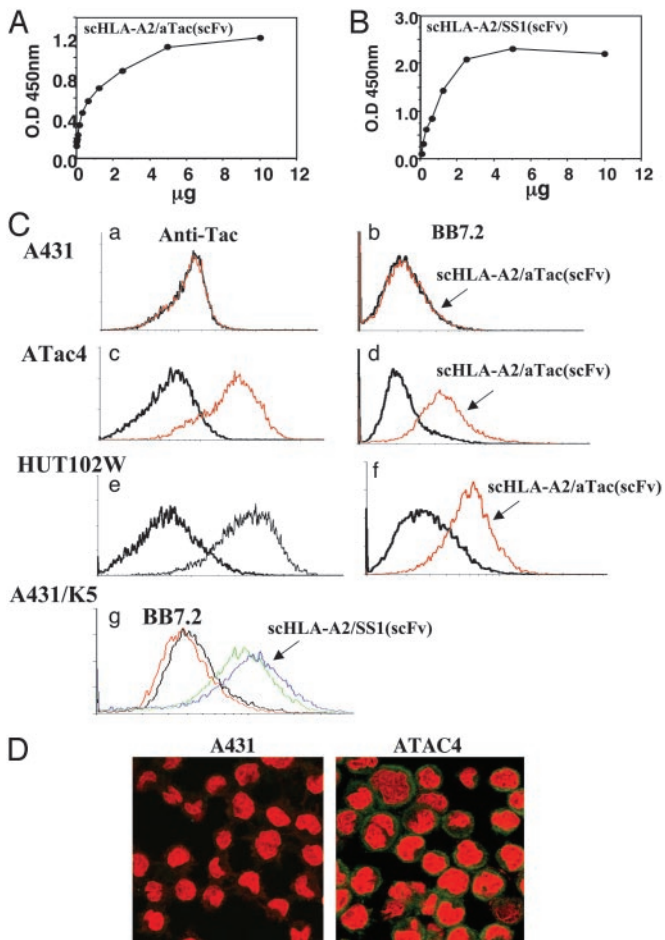 A
scHLA-A2/aTac(scFv)
O.D 450nm
1.2
0.8
0.4
0.0
0 2 4 6 8 10 12
μg
B
scHLA-A2/SS1(scFv)
O.D 450nm
3.0
2.0
1.0
0.0
0 2 4 6 8 10 12
μg
C
Anti-Tac
BB7.2
A431
a
b
scHLA-A2/aTac(scFv)
ATac4
c
d
scHLA-A2/aTac(scFv)
HUT102W
e
f
scHLA-A2/aTac(scFv)
A431/K5
g
BB7.2
scHLA-A2/SS1(scFv)
D
A431
ATAC4